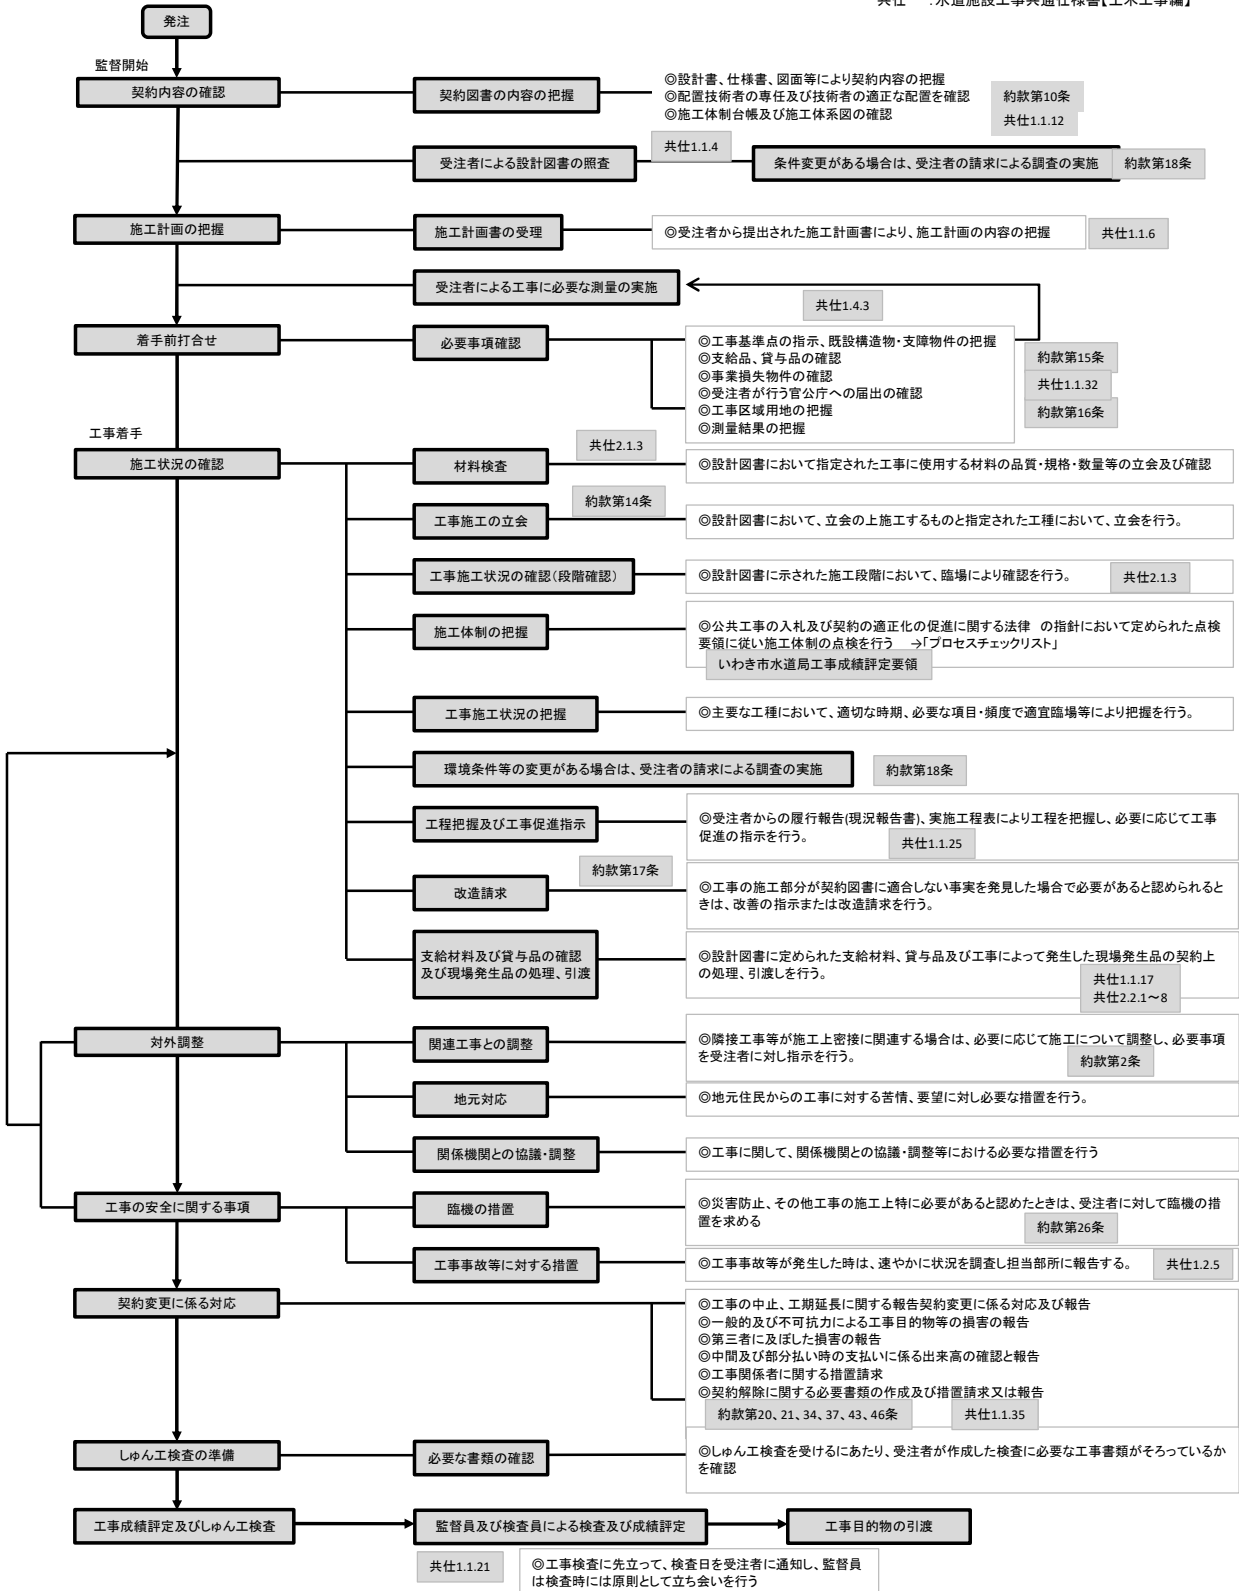 共仕 :水道施設工事共通仕様書【土木工事編】
発注
監督開始
契約内容の確認
契約図書の内容の把握
◎設計書、仕様書、図面等により契約内容の把握
◎配置技術者の専任及び技術者の適正な配置を確認
◎施工体制台帳及び施工体系図の確認
約款第10条
共仕1.1.12
受注者による設計図書の照査
共仕1.1.4
条件変更がある場合は、受注者の請求による調査の実施
約款第18条
施工計画の把握
施工計画書の受理
◎受注者から提出された施工計画書により、施工計画の内容の把握
共仕1.1.6
受注者による工事に必要な測量の実施
共仕1.4.3
着手前打合せ
必要事項確認
◎工事基準点の指示、既設構造物・支障物件の把握
◎支給品、貸与品の確認
◎事業損失物件の確認
◎受注者が行う官公庁への届出の確認
◎工事区域用地の把握
◎測量結果の把握
約款第15条
共仕1.1.32
約款第16条
工事着手
施工状況の確認
材料検査
共仕2.1.3
◎設計図書において指定された工事に使用する材料の品質・規格・数量等の立会及び確認
工事施工の立会
約款第14条
◎設計図書において、立会の上施工するものと指定された工種において、立会を行う。
工事施工状況の確認(段階確認)
◎設計図書に示された施工段階において、臨場により確認を行う。
共仕2.1.3
施工体制の把握
◎公共工事の入札及び契約の適正化の促進に関する法律 の指針において定められた点検
要領に従い施工体制の点検を行う →「プロセスチェックリスト」
いわき市水道局工事成績評定要領
工事施工状況の把握
◎主要な工種において、適切な時期、必要な項目・頻度で適宜臨場等により把握を行う。
環境条件等の変更がある場合は、受注者の請求による調査の実施
約款第18条
工程把握及び工事促進指示
◎受注者からの履行報告(現況報告書)、実施工程表により工程を把握し、必要に応じて工事
促進の指示を行う。
共仕1.1.25
改造請求
約款第17条
◎工事の施工部分が契約図書に適合しない事実を発見した場合で必要があると認められると
きは、改善の指示または改造請求を行う。
支給材料及び貸与品の確認
及び現場発生品の処理、引渡
◎設計図書に定められた支給材料、貸与品及び工事によって発生した現場発生品の契約上
の処理、引渡しを行う。
共仕1.1.17
共仕2.2.1～8
対外調整
関連工事との調整
◎隣接工事等が施工上密接に関連する場合は、必要に応じて施工について調整し、必要事項
を受注者に対し指示を行う。
約款第2条
地元対応
◎地元住民からの工事に対する苦情、要望に対し必要な措置を行う。
関係機関との協議・調整
◎工事に関して、関係機関との協議・調整等における必要な措置を行う
工事の安全に関する事項
臨機の措置
◎災害防止、その他工事の施工上特に必要があると認めたときは、受注者に対して臨機の措
置を求める
約款第26条
工事事故等に対する措置
◎工事事故等が発生した時は、速やかに状況を調査し担当部所に報告する。
共仕1.2.5
契約変更に係る対応
◎工事の中止、工期延長に関する報告契約変更に係る対応及び報告
◎一般的及び不可抗力による工事目的物等の損害の報告
◎第三者に及ぼした損害の報告
◎中間及び部分払い時の支払いに係る出来高の確認と報告
◎工事関係者に関する措置請求
◎契約解除に関する必要書類の作成及び措置請求又は報告
約款第20、21、34、37、43、46条
共仕1.1.35
しゅん工検査の準備
必要な書類の確認
◎しゅん工検査を受けるにあたり、受注者が作成した検査に必要な工事書類がそろっているか
を確認
工事成績評定及びしゅん工検査
監督員及び検査員による検査及び成績評定
工事目的物の引渡
共仕1.1.21
◎工事検査に先立って、検査日を受注者に通知し、監督員
は検査時には原則として立ち会いを行う